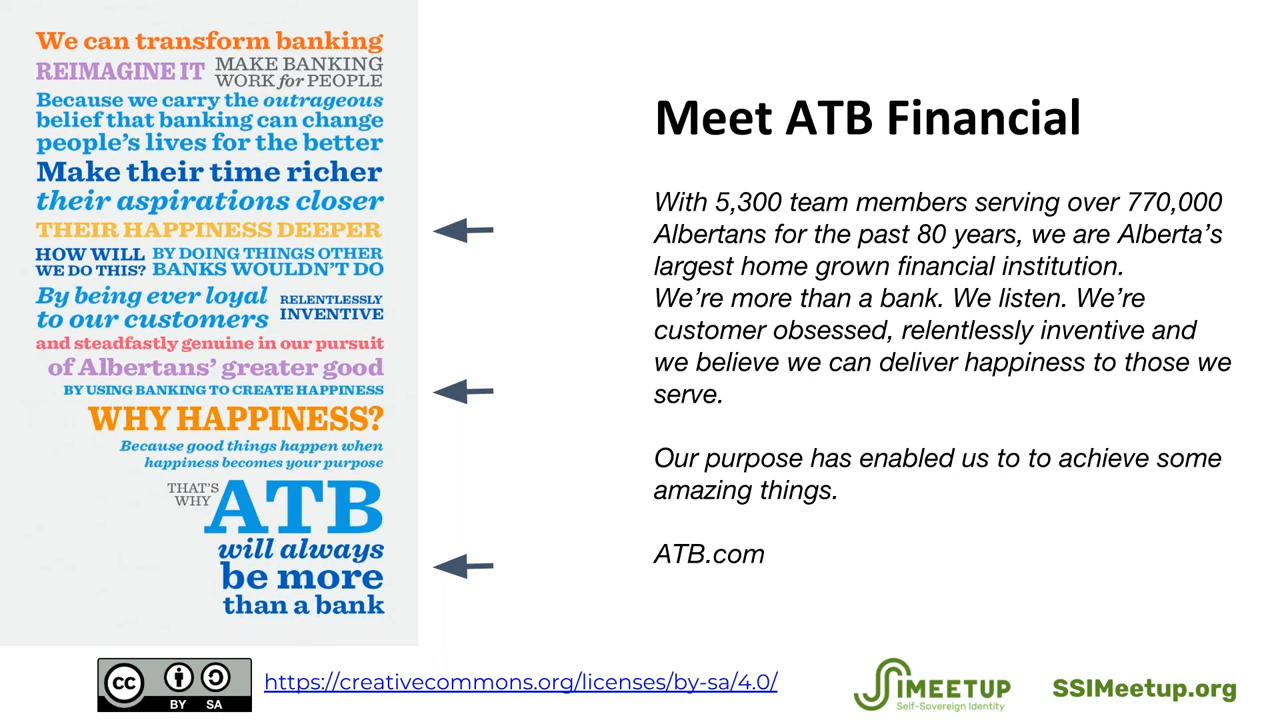 We can transform banking
REIMAGINE IT MAKE BANKING
WORK for PEOPLE
Because we carry the outrageous
belief that banking can change
people's lives for the better
Make their time richer
their aspirations closer
THEIR HAPPINESS DEEPER
HOW WILL
WE DO THIS?
BY DOING THINGS OTHER
BANKS WOULDN'T DO
By being ever loyal
to our customers
RELENTLESSLY
INVENTIVE
and steadfastly genuine in our pursuit
of Albertans' greater good
BY USING BANKING TO CREATE HAPPINESS
WHY HAPPINESS?
Because good things happen when
happiness becomes your purpose
THAT'S
WHY
ATB
will always
be more
than a bank
Meet ATB Financial
With 5,300 team members serving over 770,000
Albertans for the past 80 years, we are Alberta's
largest home grown financial institution.
We're more than a bank. We listen. We're
customer obsessed, relentlessly inventive and
we believe we can deliver happiness to those we
serve.
Our purpose has enabled us to to achieve some
amazing things.
ATB.com
cc
BY SA
https://creativecommons.org/licenses/by-sa/4.0/
SSIMEETUP
Self-Sovereign Identity
SSIMeetup.org